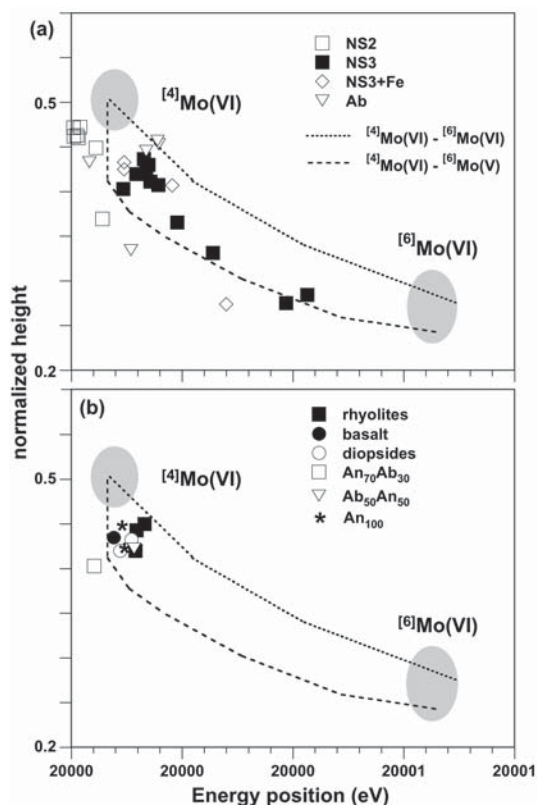 (a)
NS2
NS3
NS3+Fe
Ab
[4]Mo(VI) - [6]Mo(VI)
[4]Mo(VI) - [6]Mo(V)
0.5
[4]Mo(VI)
[6]Mo(VI)
0.2
normalized height
(b)
rhyolites
basalt
diopsides
An70Ab30
Ab50An50
An100
0.5
[4]Mo(VI)
[6]Mo(VI)
0.2
20000 20000 20000 20001 20001
Energy position (eV)